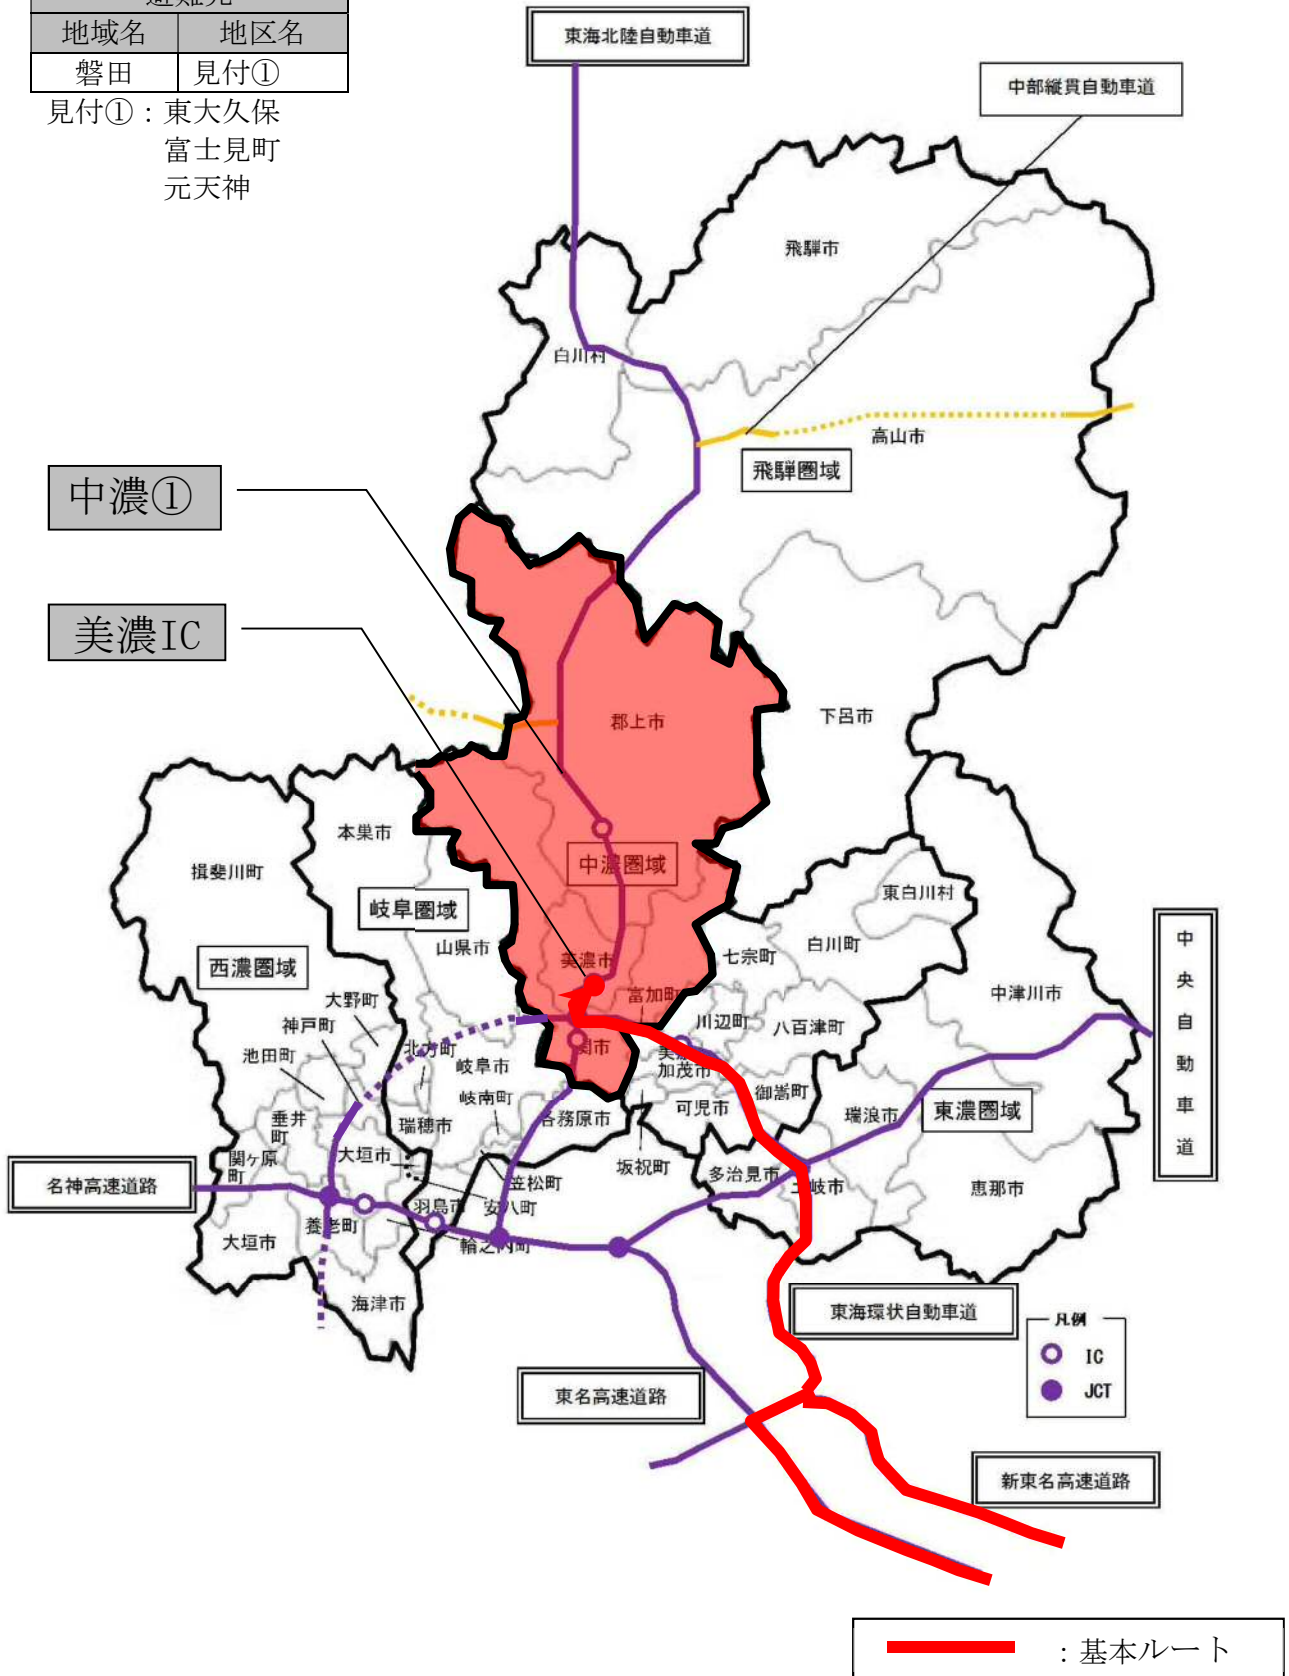 地域名 地区名
磐田 見付①
見付①：東大久保
富士見町
元天神
東海北陸自動車道
中部縦貫自動車道
飛騨市
白川村
高山市
飛騨圏域
中濃①
美濃IC
郡上市
下呂市
本巣市
揖斐川町
中濃圏域
岐阜圏域
山県市
西濃圏域
東白川村
白川町
七宗町
中央自動車道
美濃市
富加町
川辺町
八百津町
中津川市
大野町
神戸町
池田町
北方町
岐阜市
関市
加茂市
御嵩町
可児市
瑞浪市
東濃圏域
岐南町
各務原市
瑞穂市
垂井町
関ヶ原町
大垣市
坂祝町
多治見市
土岐市
恵那市
名神高速道路
笠松町
安八町
羽島市
養老町
輪之内町
大垣市
海津市
東海環状自動車道
凡例
IC
JCT
東名高速道路
新東名高速道路
：基本ルート